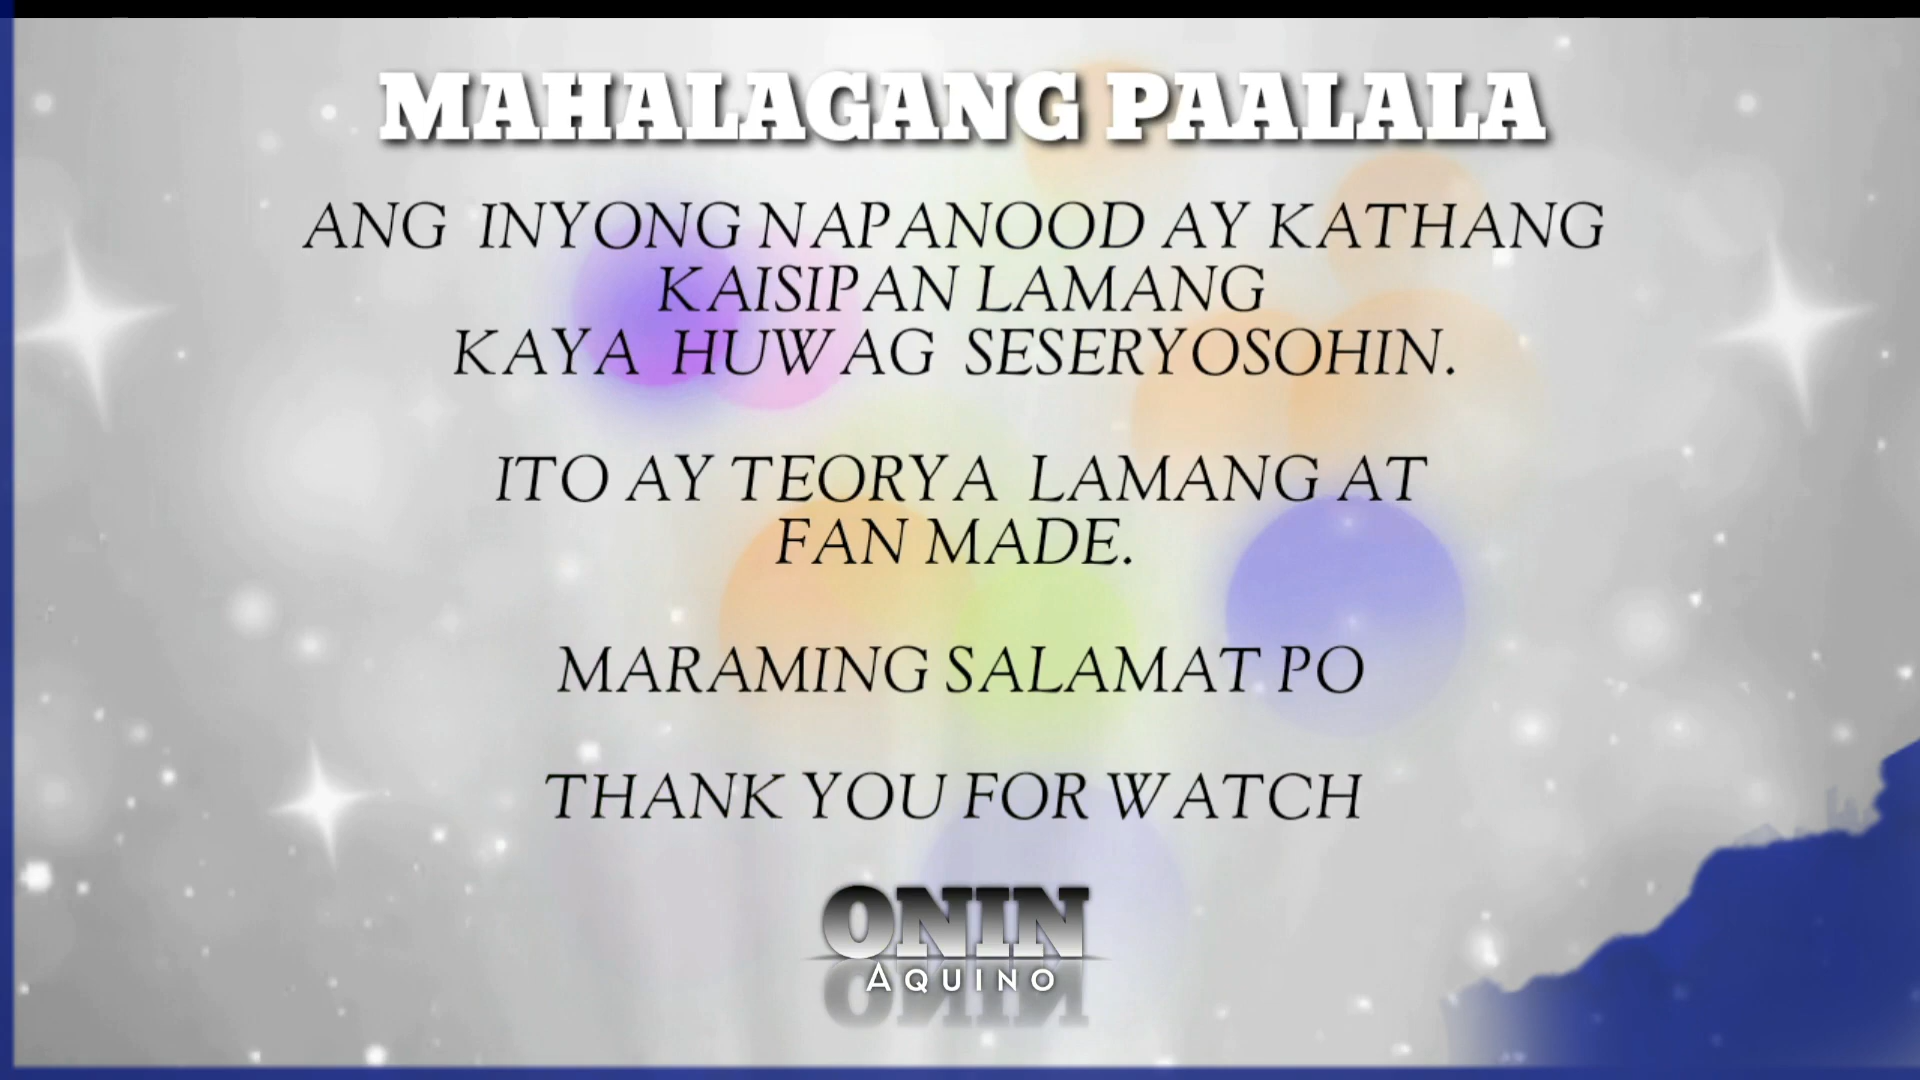 MAHALAGANG PAALALA
ANG INYONG NAPANOOD AY KATHANG
KAISIPAN LAMANG
KAYA HUWAG SESERYOSOHIN.
ITO AY TEORYA LAMANG AT
FAN MADE.
MARAMING SALAMAT PO
THANK YOU FOR WATCH
ONIN
AQUINO